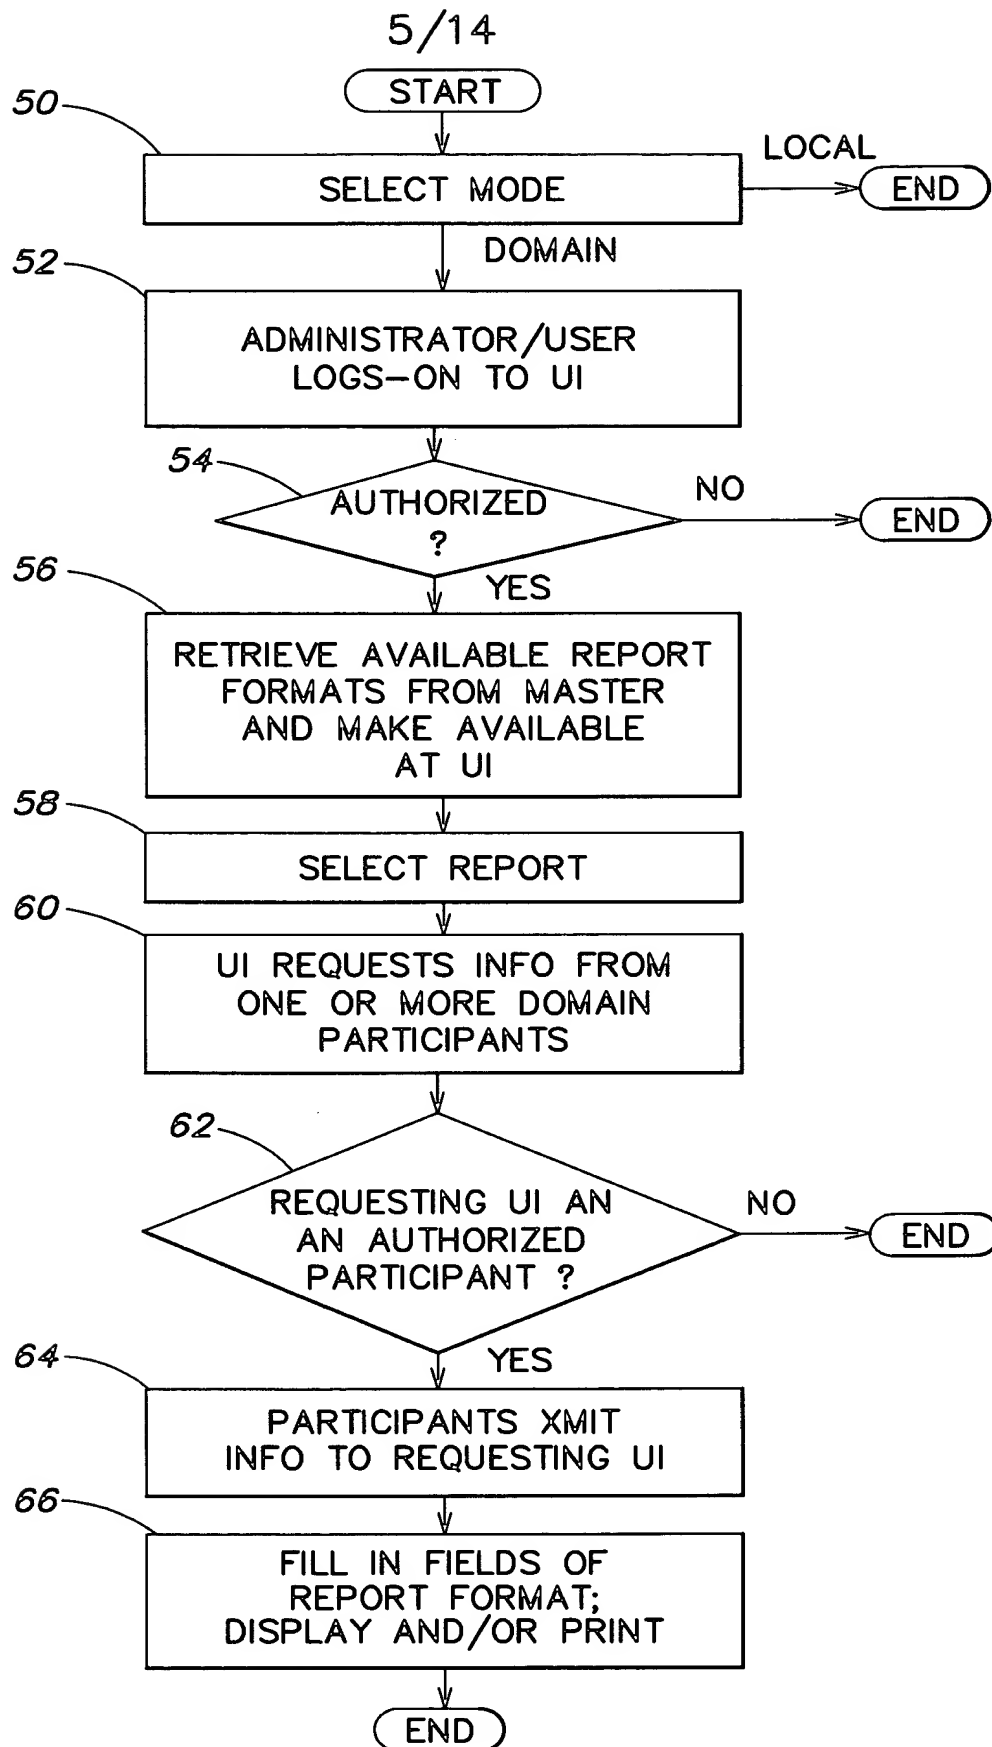 5/14
START
50
SELECT MODE
LOCAL
END
DOMAIN
52
ADMINISTRATOR/USER
LOGS-ON TO UI
54
AUTHORIZED
?
NO
END
YES
56
RETRIEVE AVAILABLE REPORT
FORMATS FROM MASTER
AND MAKE AVAILABLE
AT UI
58
SELECT REPORT
60
UI REQUESTS INFO FROM
ONE OR MORE DOMAIN
PARTICIPANTS
62
REQUESTING UI AN
AN AUTHORIZED
PARTICIPANT ?
NO
END
YES
64
PARTICIPANTS XMIT
INFO TO REQUESTING UI
66
FILL IN FIELDS OF
REPORT FORMAT;
DISPLAY AND/OR PRINT
END